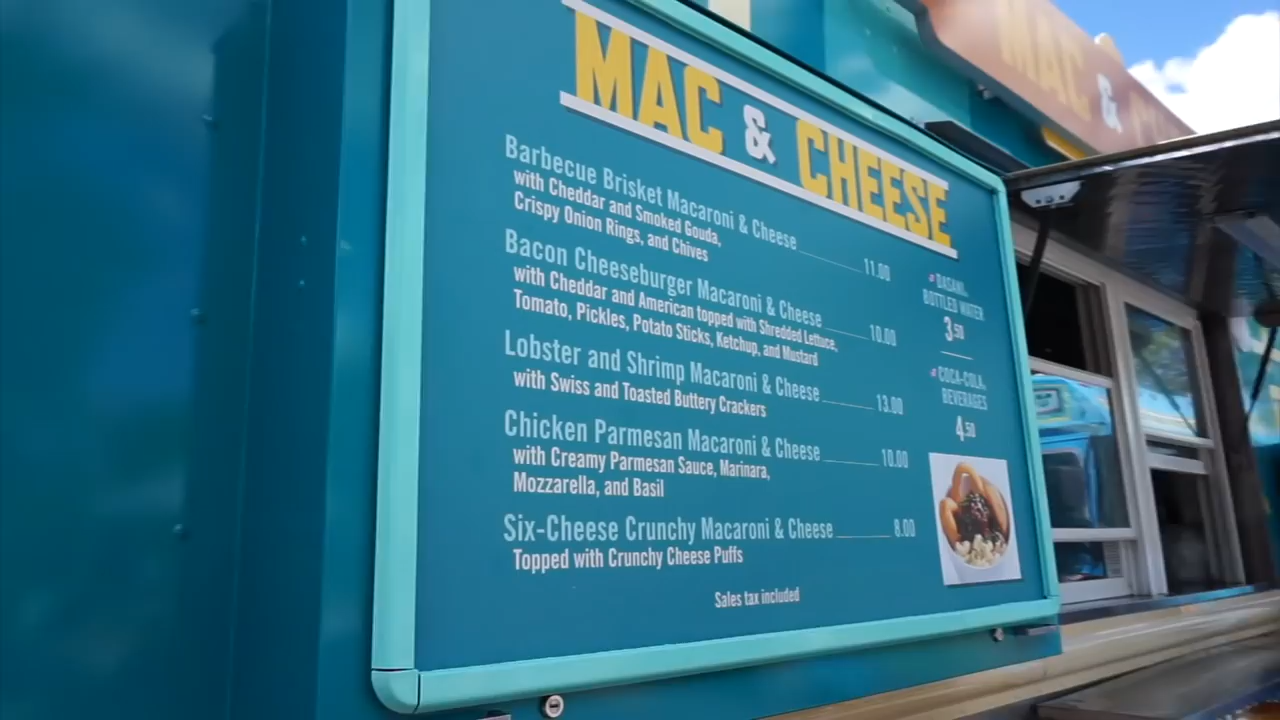 MAC & CHEESE
Barbecue Brisket Macaroni & Cheese 11.00
with Cheddar and Smoked Gouda,
Crispy Onion Rings, and Chives
Bacon Cheeseburger Macaroni & Cheese 10.00
with Cheddar and American topped with Shredded Lettuce,
Tomato, Pickles, Potato Sticks, Ketchup, and Mustard
Lobster and Shrimp Macaroni & Cheese 13.00
with Swiss and Toasted Buttery Crackers
Chicken Parmesan Macaroni & Cheese 10.00
with Creamy Parmesan Sauce, Marinara,
Mozzarella, and Basil
Six-Cheese Crunchy Macaroni & Cheese 8.00
Topped with Crunchy Cheese Puffs
Sales tax included
DASANI®
BOTTLED WATER
3.50
COCA-COLA®
BEVERAGES
4.50
MAC &